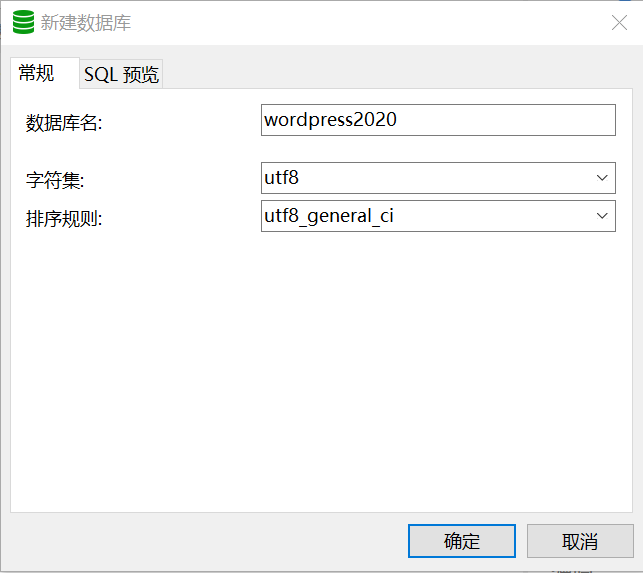 新建数据库
常规 SQL 预览
数据库名: wordpress2020
字符集: utf8
排序规则: utf8_general_ci
确定 取消